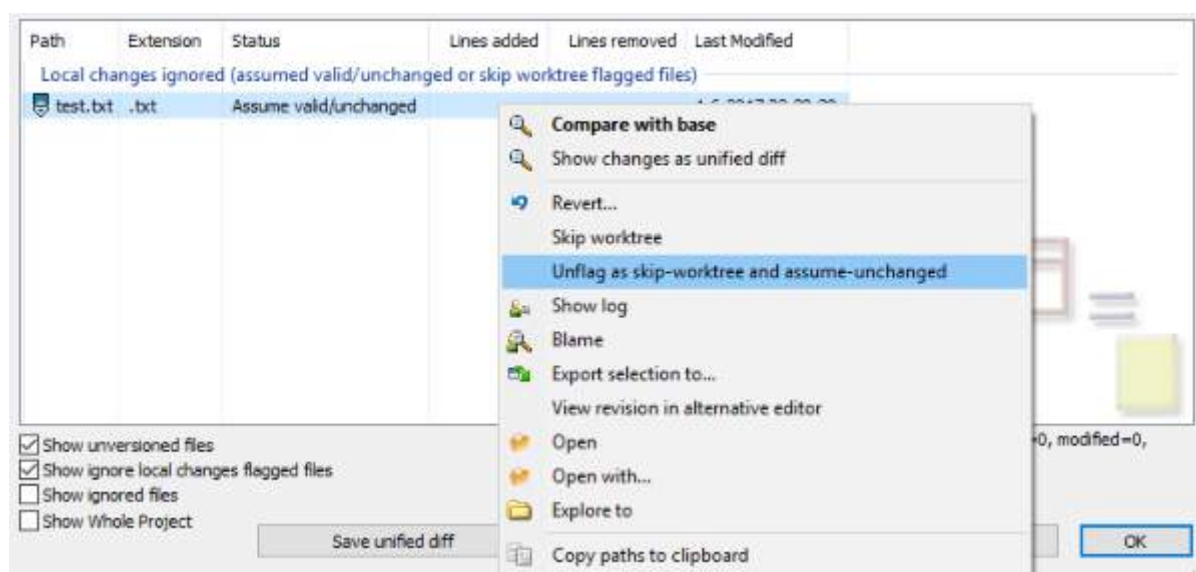 Path Extension Status Lines added Lines removed Last Modified
Local changes ignored (assumed valid/unchanged or skip worktree flagged files)
test.txt .txt Assume valid/unchanged
Compare with base
Show changes as unified diff
Revert...
Skip worktree
Unflag as skip-worktree and assume-unchanged
Show log
Blame
Export selection to...
View revision in alternative editor
Open
Open with...
Explore to
Copy paths to clipboard
Show unversioned files
Show ignore local changes flagged files
Show ignored files
Show Whole Project
=0, modified=0,
Save unified diff
OK